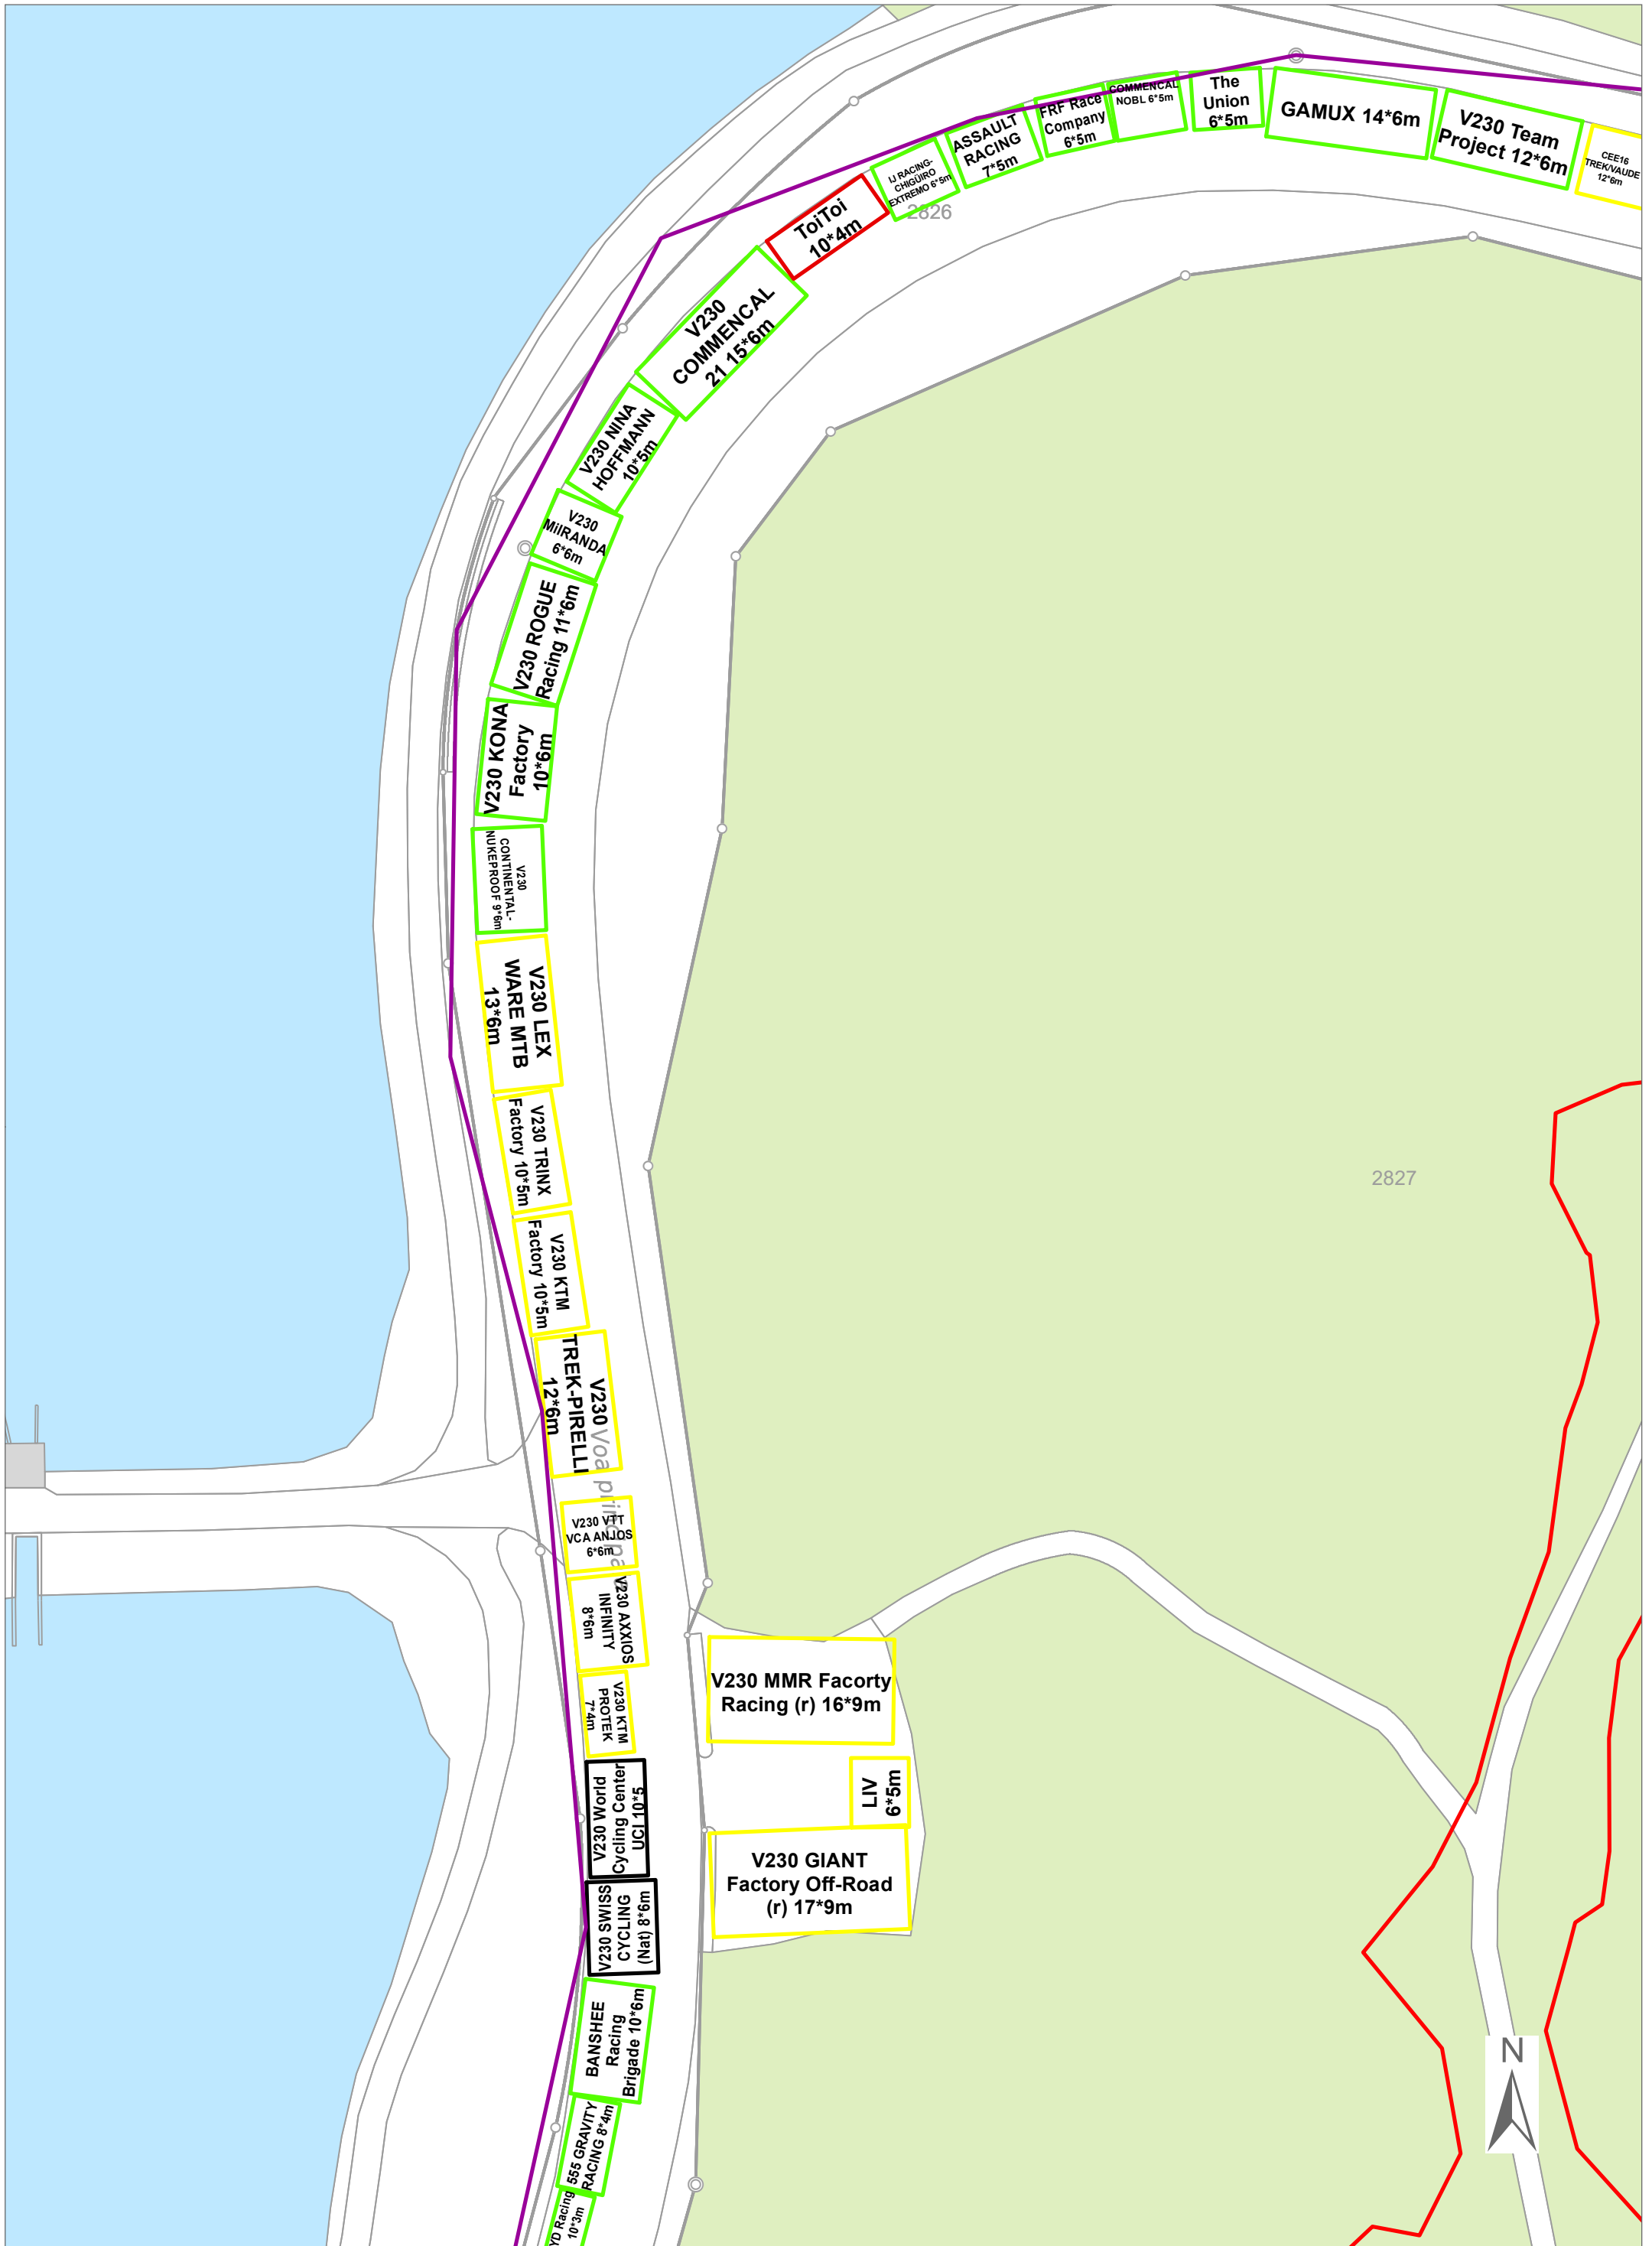 The
Union
6*5m
GAMUX 14*6m
V230 Team
Project 12*6m
CEE16
TREK/VAUDE
12*6m
COMMENCAL
NOBL 6*5m
FRF Race
Company
6*5m
ASSAULT
RACING
7*5m
IJ RACING-
CHIGÜIRO
EXTREMO 6*5m
2826
ToiToi
10*4m
V230
COMMENCAL
21 15*6m
V230 NINA
HOFFMANN
10*5m
V230
MilRANDA
6*6m
V230 ROGUE
Racing 11*6m
V230 KONA
Factory
10*6m
V230
CONTINENTAL-
NUKEPROOF 9*6m
V230 LEX
WARE MTB
13*6m
V230 TRINX
Factory 10*5m
2827
V230 KTM
Factory 10*5m
V230
TREK-PIRELLI
12*6m
Voa principa
V230 VTT
VCA ANJOS
6*6m
V230 AXXIOS
INFINITY
8*6m
V230 KTM
PROTEK
7*4m
V230 MMR Facorty
Racing (r) 16*9m
LIV
6*5m
V230 World
Cycling Center
UCI 10*5
V230 GIANT
Factory Off-Road
(r) 17*9m
V230 SWISS
CYCLING
(Nat) 8*6m
BANSHEE
Racing
Brigade 10*6m
N
555 GRAVITY
RACING 8*4m
YD Racing
10*3m